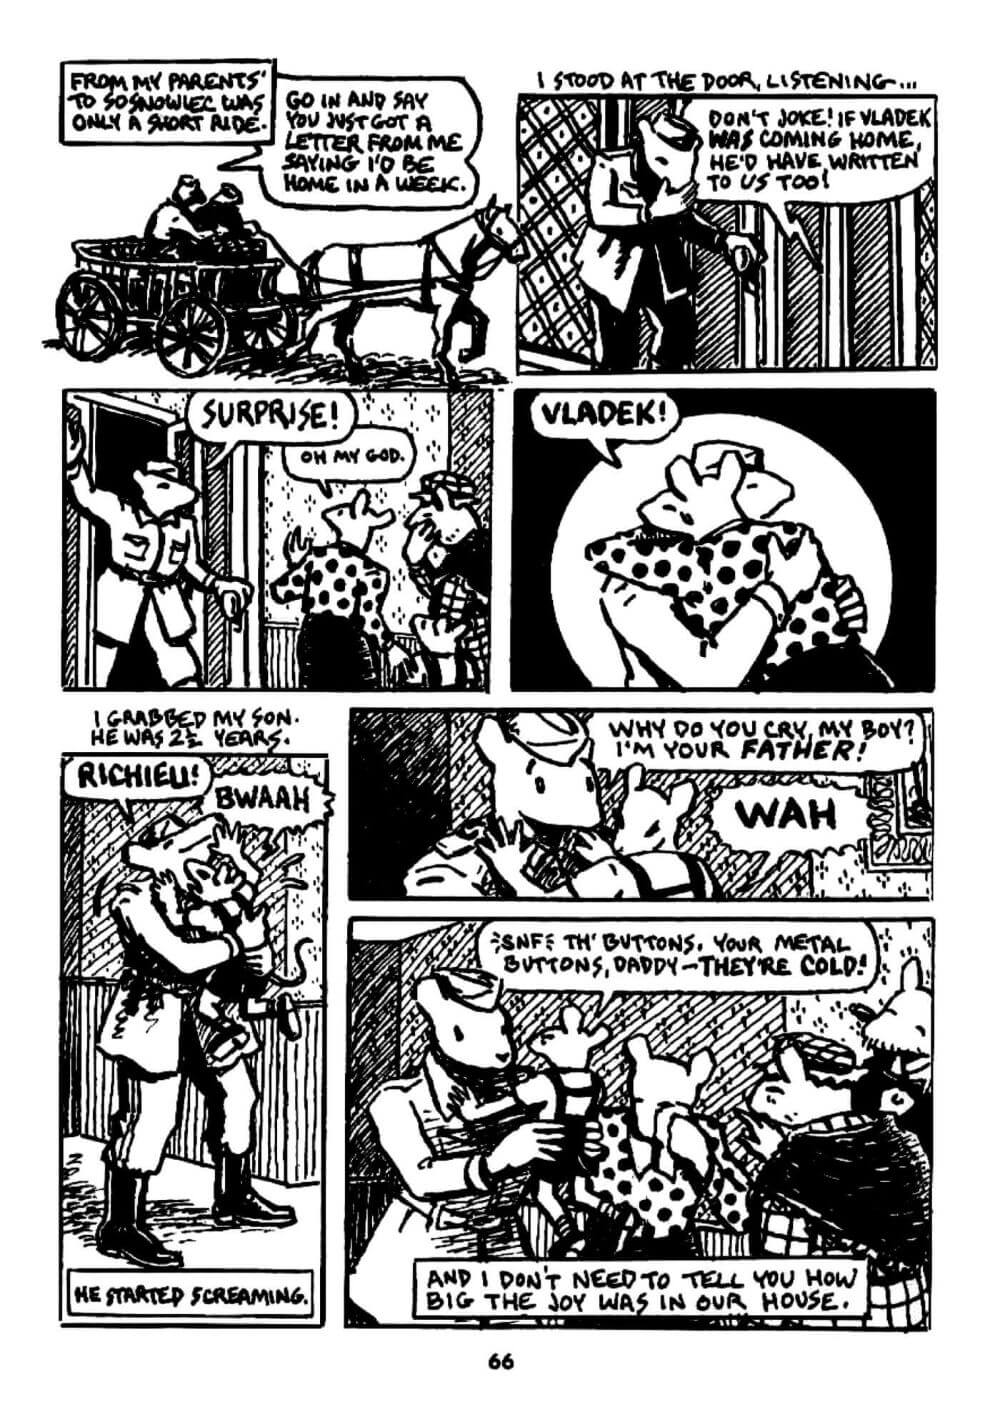 FROM MY PARENTS'
TO SOSNOWIEC WAS
ONLY A SHORT RIDE.
GO IN AND SAY
YOU JUST GOT A
LETTER FROM ME
SAYING I'D BE
HOME IN A WEEK.
I STOOD AT THE DOOR, LISTENING...
DON'T JOKE! IF VLADEK
WAS COMING HOME,
HE'D HAVE WRITTEN
TO US TOO!
SURPRISE!
OH MY GOD.
VLADEK!
I GRABBED MY SON.
HE WAS 2½ YEARS.
RICHIEU!
BWAAH
HE STARTED SCREAMING.
WHY DO YOU CRY, MY BOY?
I'M YOUR FATHER!
WAH
SNF TH' BUTTONS. YOUR METAL
BUTTONS, DADDY—THEY'RE COLD!
AND I DON'T NEED TO TELL YOU HOW
BIG THE JOY WAS IN OUR HOUSE.
66